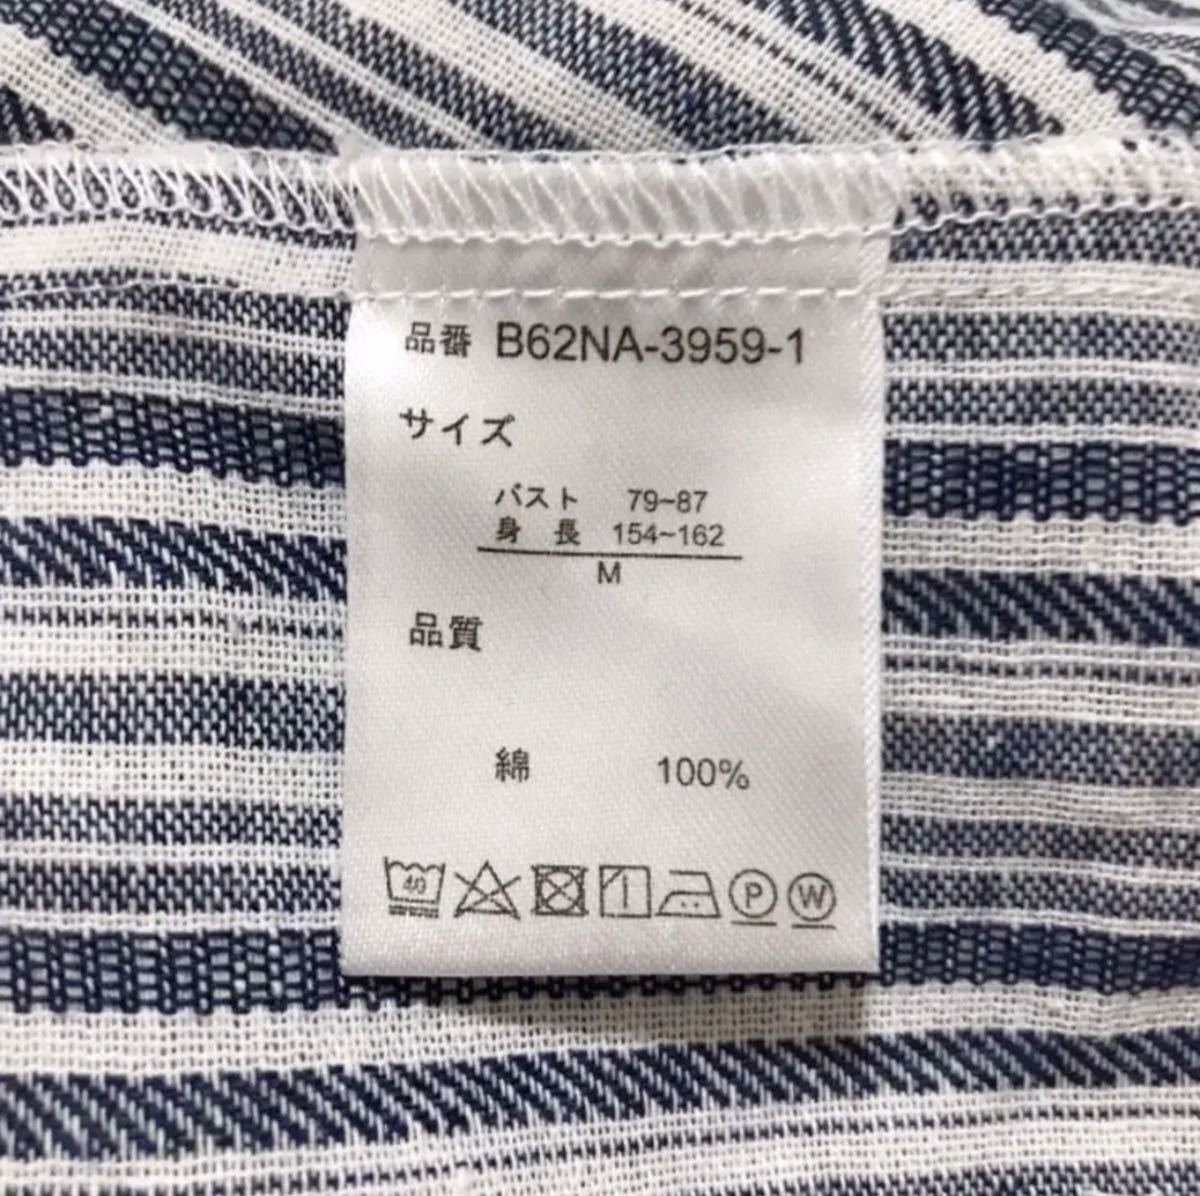 品番 B62NA-3959-1
サイズ
バスト 79~87
身 長 154~162
M
品質
綿 100%
40 P W